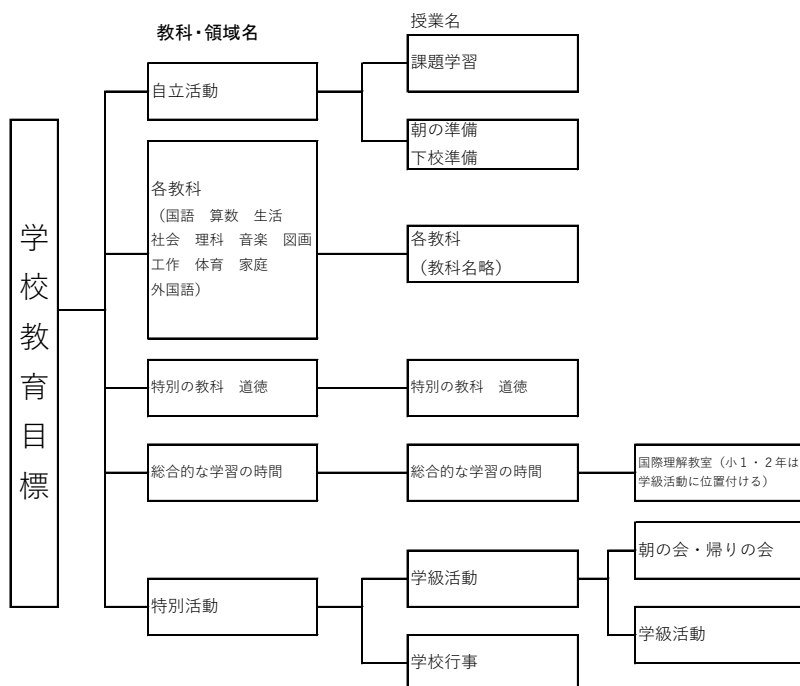 教科・領域名
授業名
学校教育目標
自立活動
課題学習
朝の準備
下校準備
各教科
（国語　算数　生活
社会　理科　音楽　図画
工作　体育　家庭
外国語）
各教科
（教科名略）
特別の教科　道徳
特別の教科　道徳
総合的な学習の時間
総合的な学習の時間
国際理解教室（小１・２年は
学級活動に位置付ける）
特別活動
学級活動
朝の会・帰りの会
学級活動
学校行事